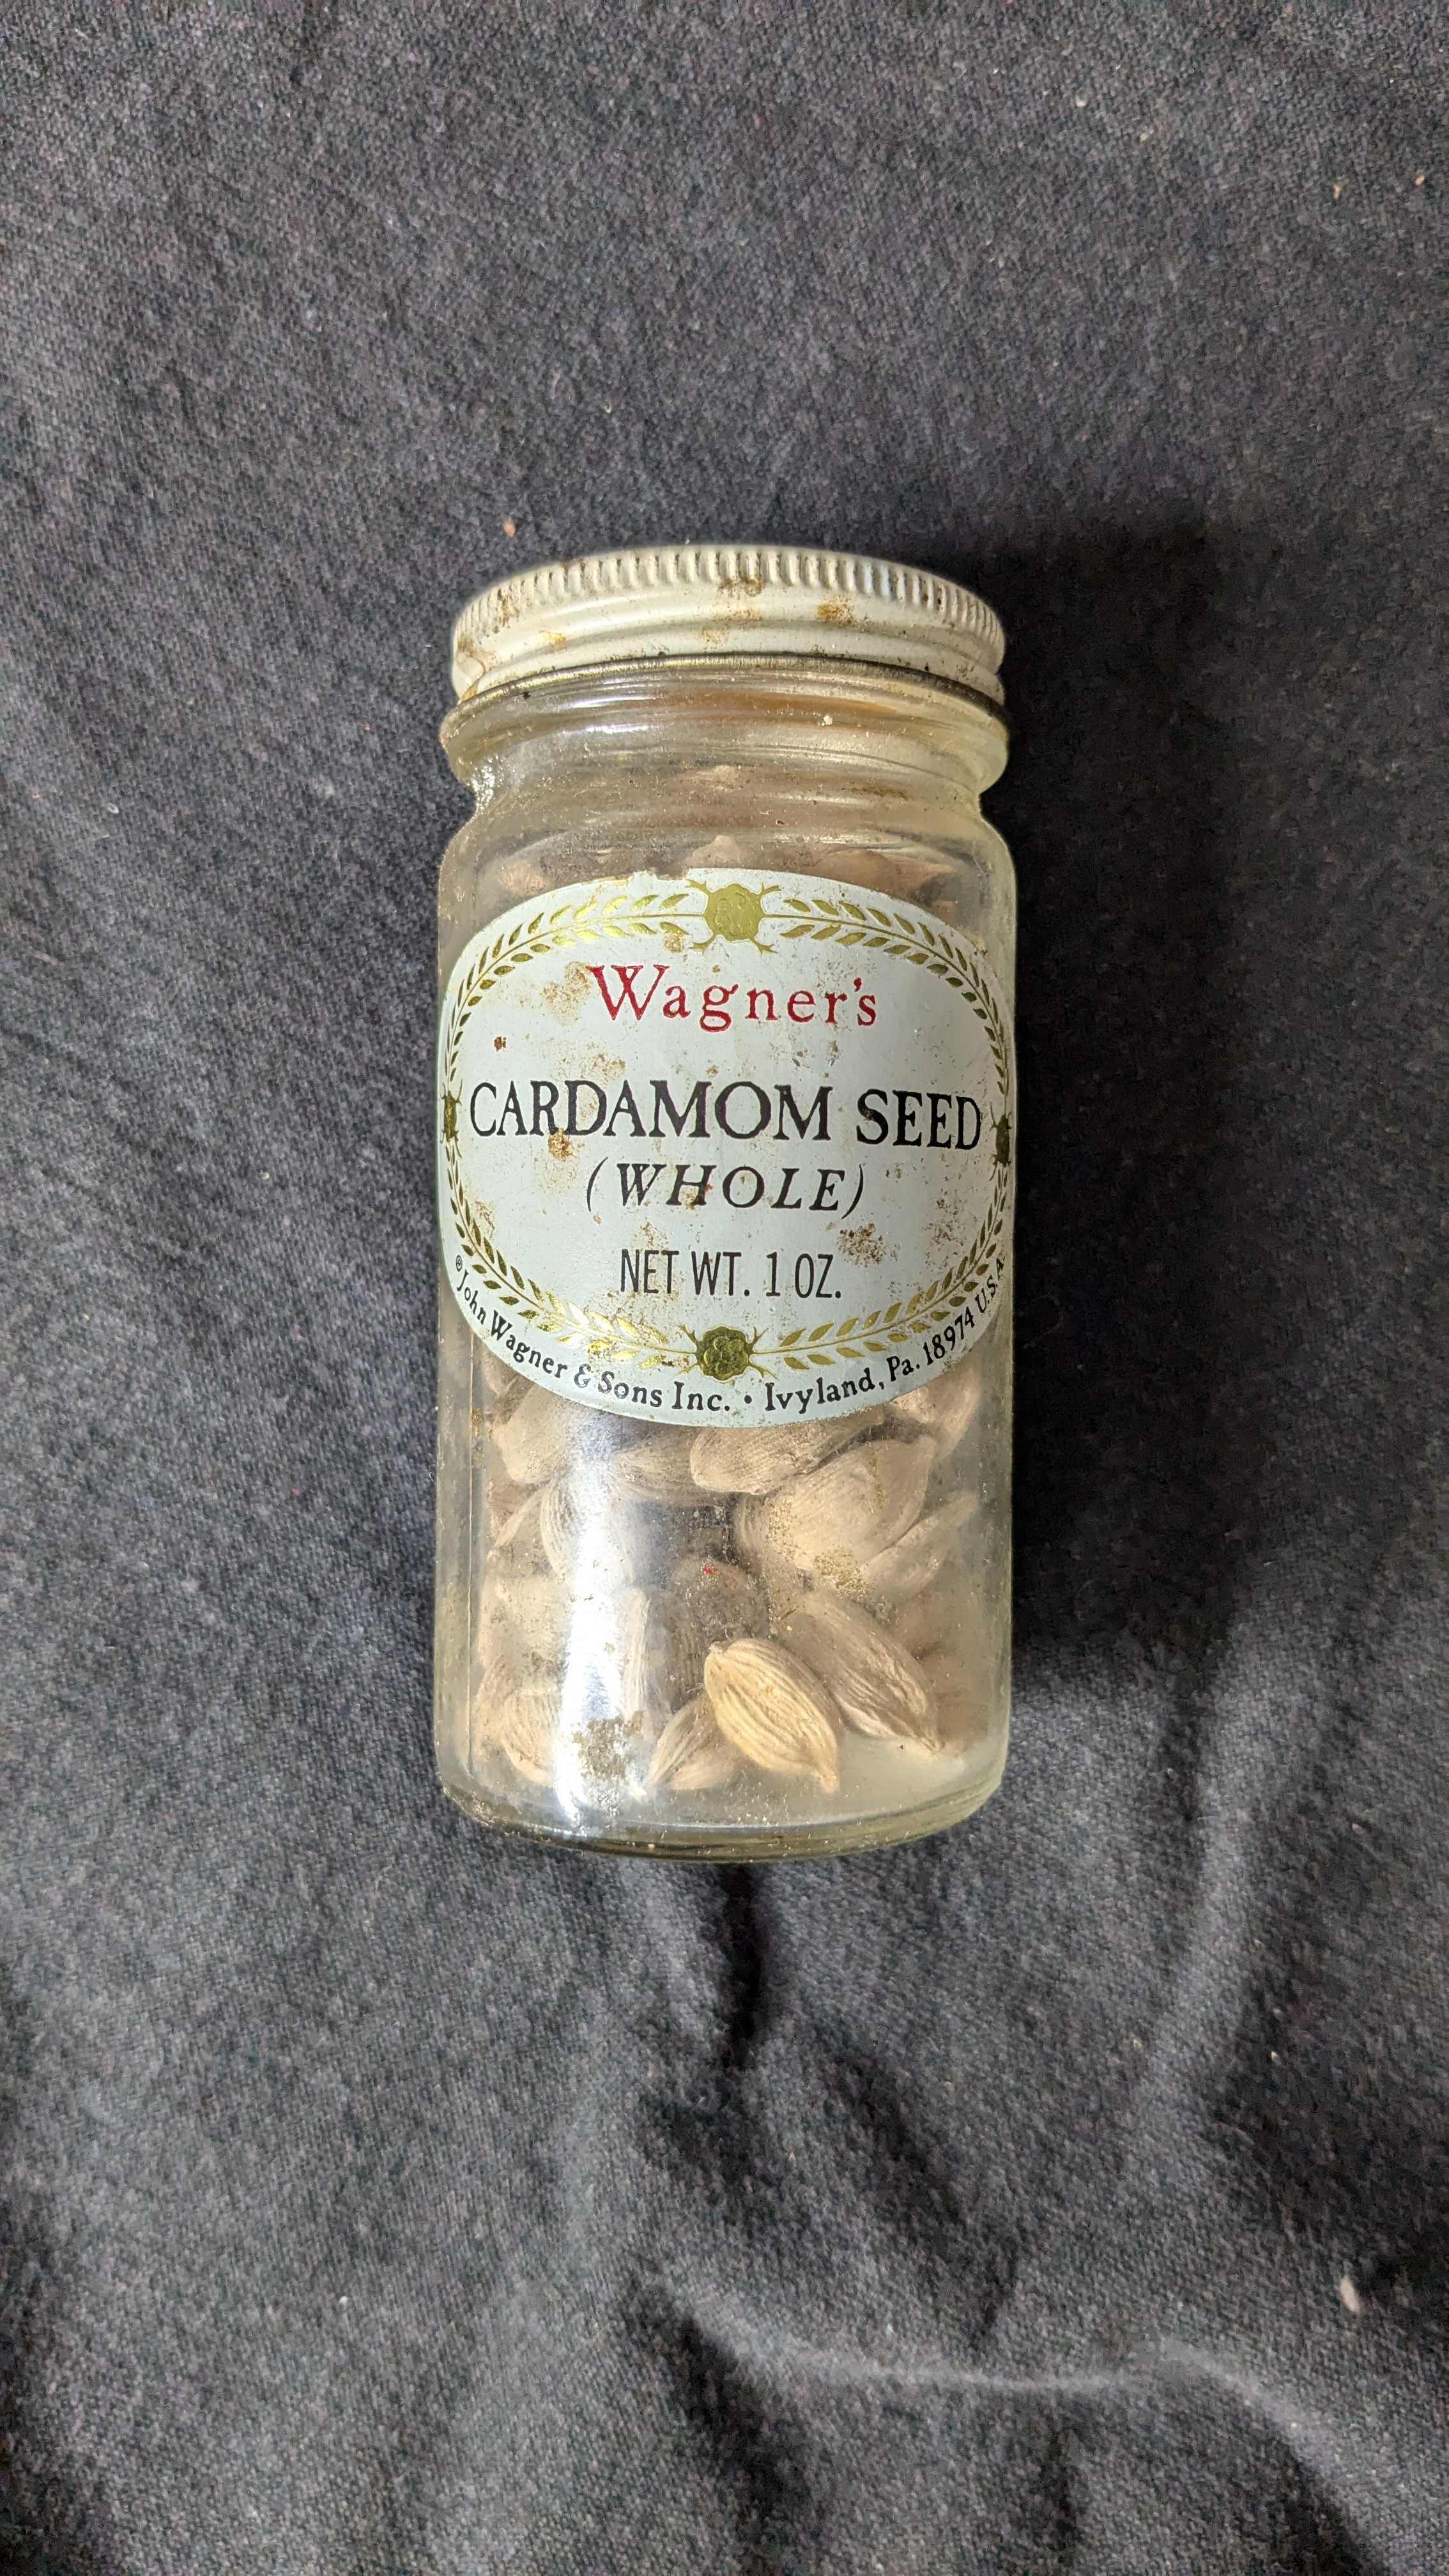 Wagner's
CARDAMOM SEED
(WHOLE)
NET WT. 1 OZ.
©John Wagner & Sons Inc. • Ivyland, Pa. 18974 U.S.A.